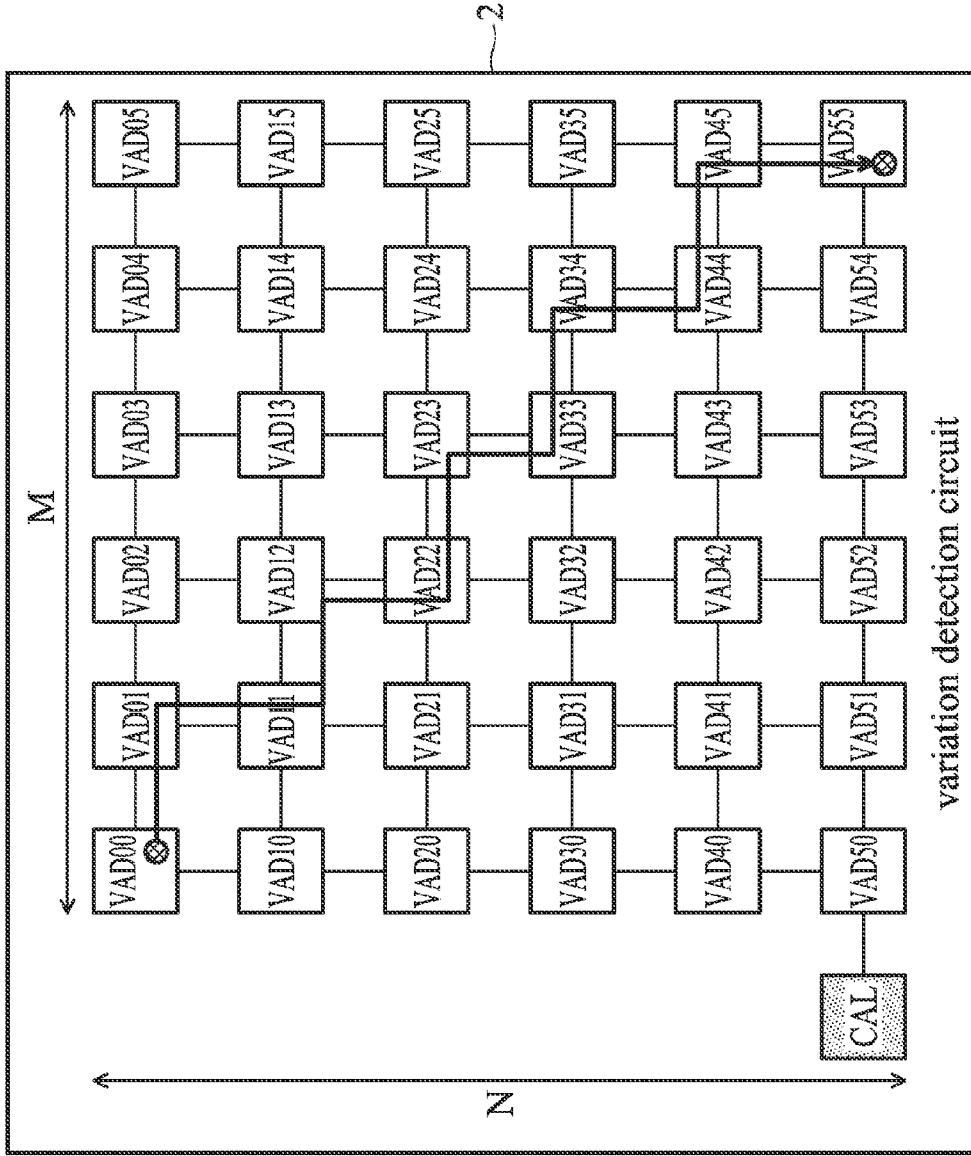 M
N
VAD00 VAD01 VAD02 VAD03 VAD04 VAD05
VAD10 VAD11 VAD12 VAD13 VAD14 VAD15
VAD20 VAD21 VAD22 VAD23 VAD24 VAD25
VAD30 VAD31 VAD32 VAD33 VAD34 VAD35
VAD40 VAD41 VAD42 VAD43 VAD44 VAD45
CAL VAD50 VAD51 VAD52 VAD53 VAD54 VAD55
variation detection circuit
2